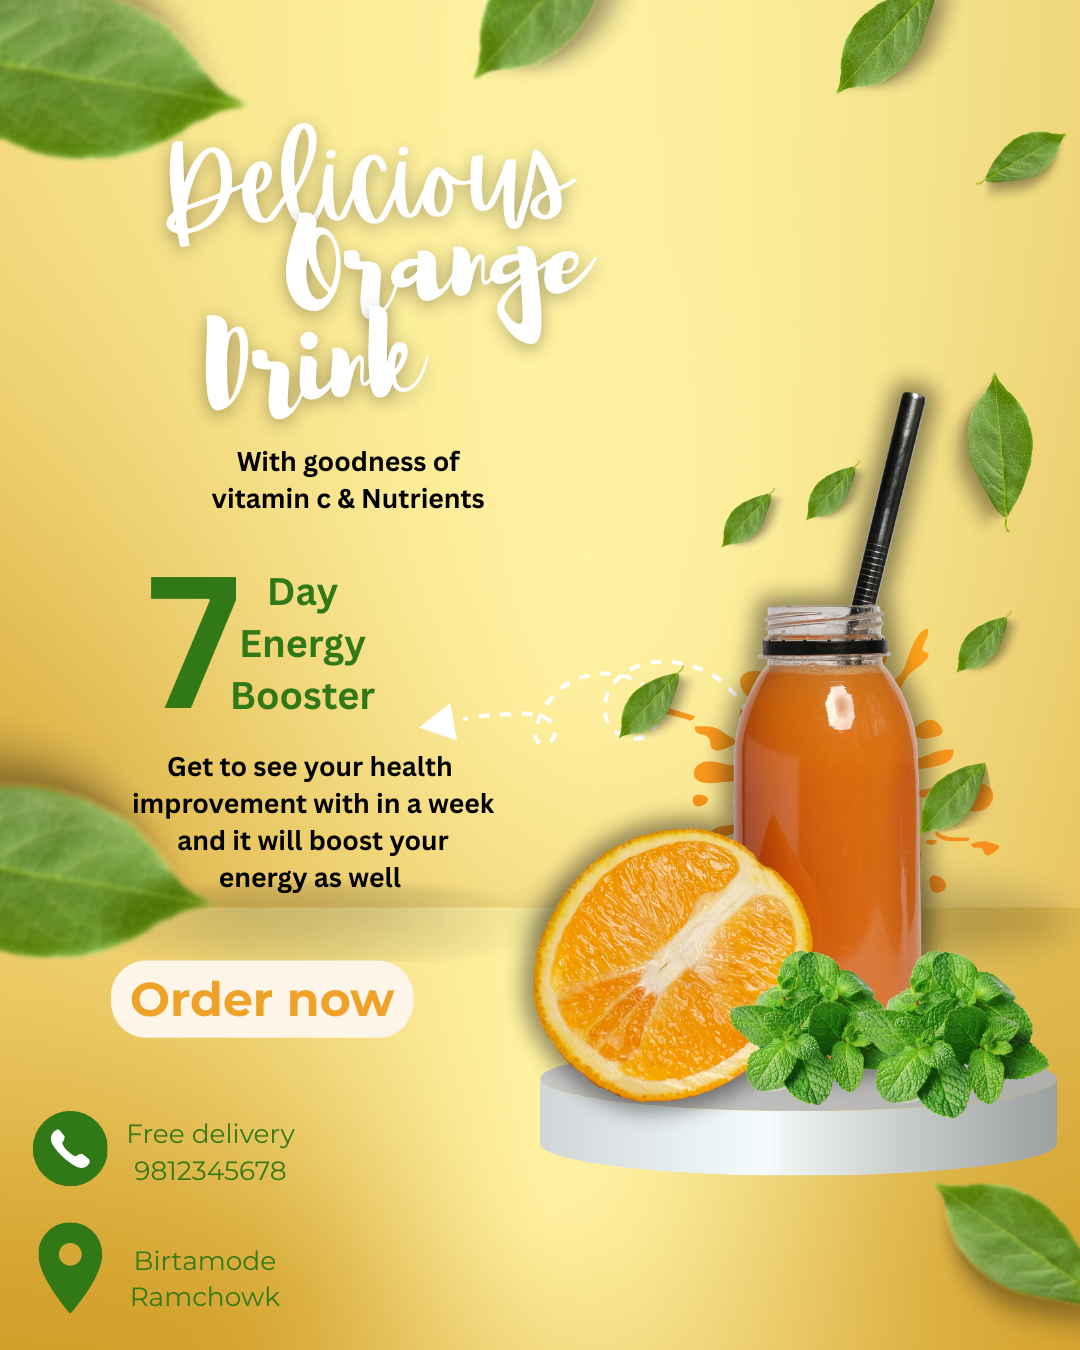 Delicious
Orange
Drink
With goodness of
vitamin c & Nutrients
7 Day
Energy
Booster
Get to see your health
improvement with in a week
and it will boost your
energy as well
Order now
Free delivery
9812345678
Birtamode
Ramchowk